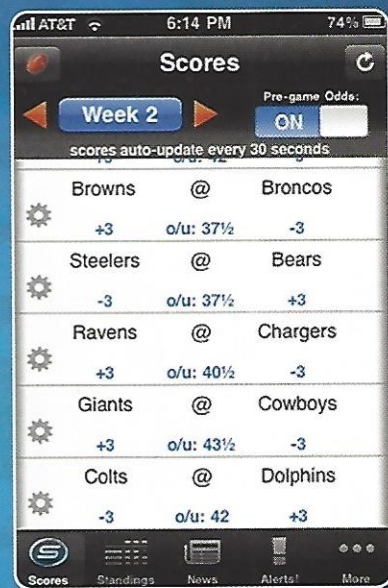 AT&T 6:14 PM 74%
Scores
Pre-game Odds:
Week 2 ON
scores auto-update every 30 seconds
o/u: 42
Browns @ Broncos
+3 o/u: 37½ -3
Steelers @ Bears
-3 o/u: 37½ +3
Ravens @ Chargers
+3 o/u: 40½ -3
Giants @ Cowboys
+3 o/u: 43½ -3
Colts @ Dolphins
-3 o/u: 42 +3
Scores Standings News Alerts! More